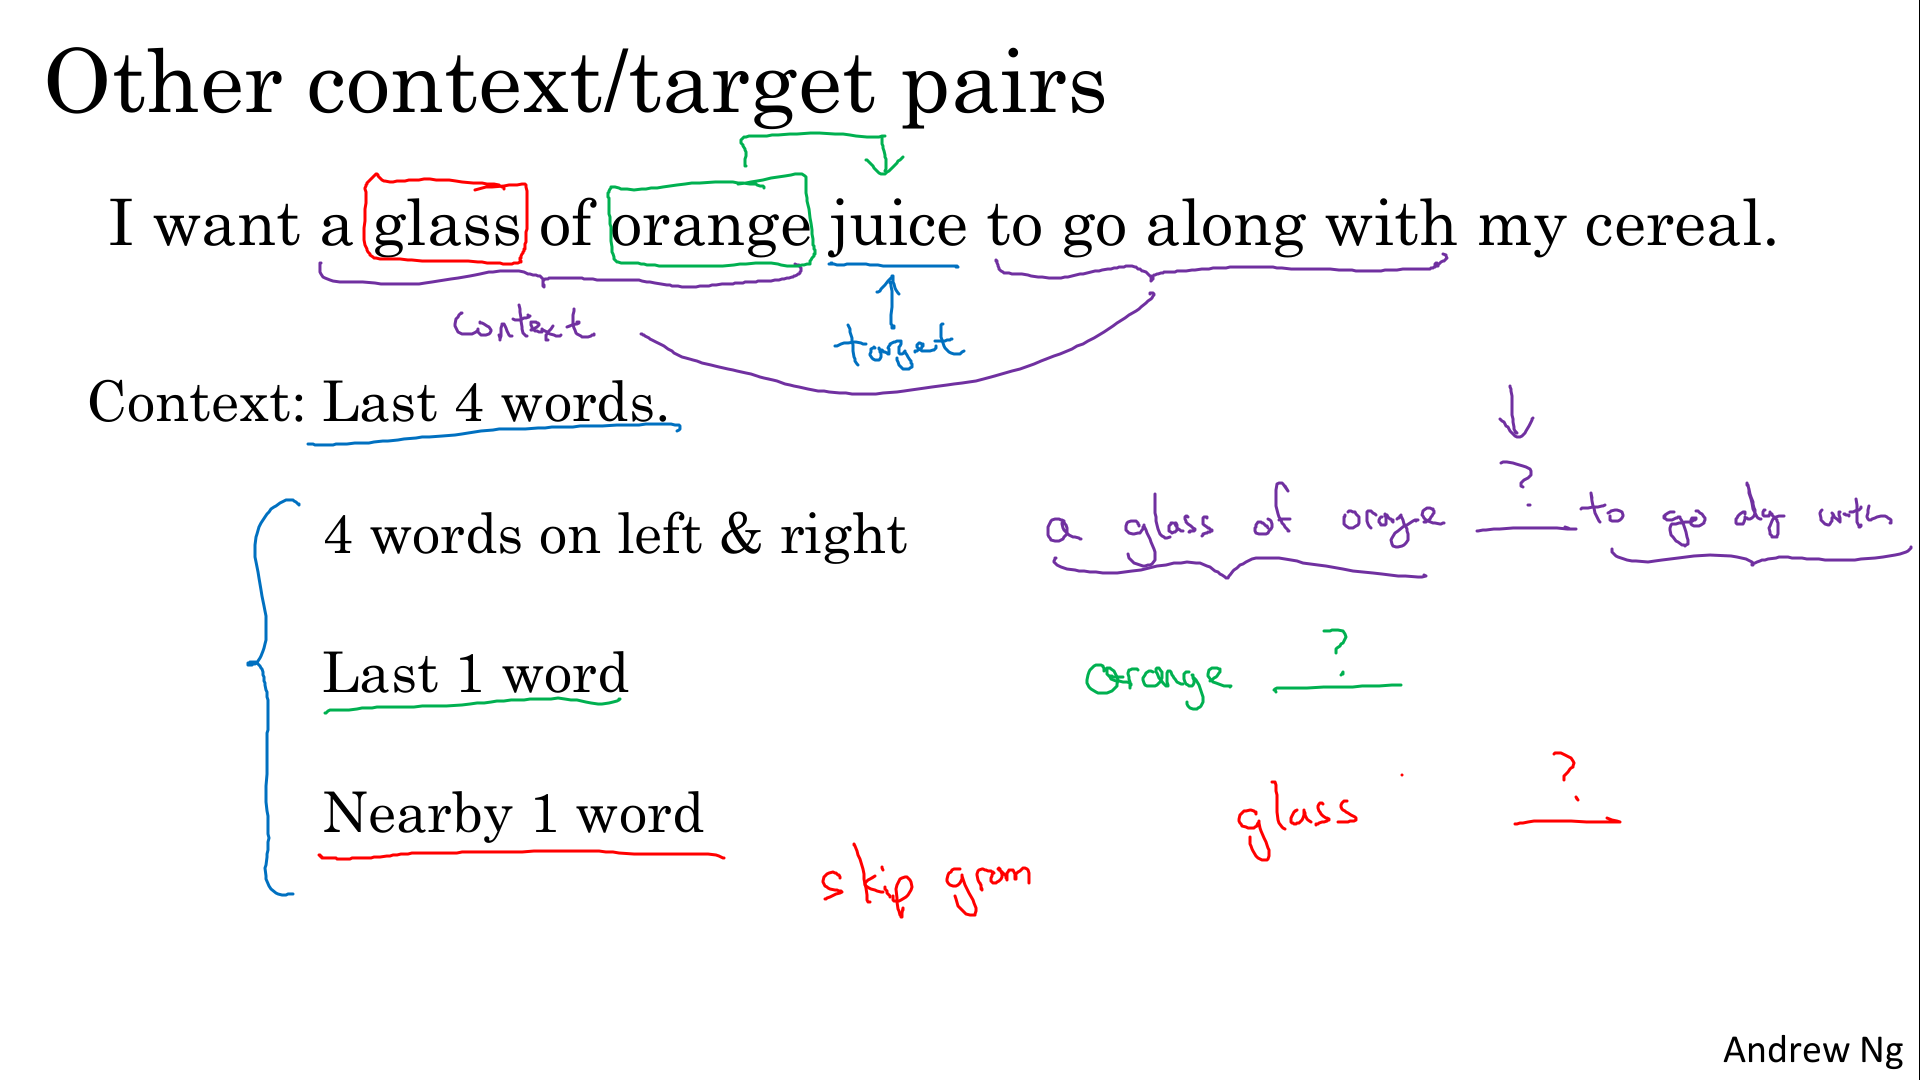 Other context/target pairs
I want a glass of orange juice to go along with my cereal.
context
target
Context: Last 4 words.
?
4 words on left & right
a glass of orange to go alg with
?
Last 1 word
orange
?
Nearby 1 word
glass
skip gram
Andrew Ng